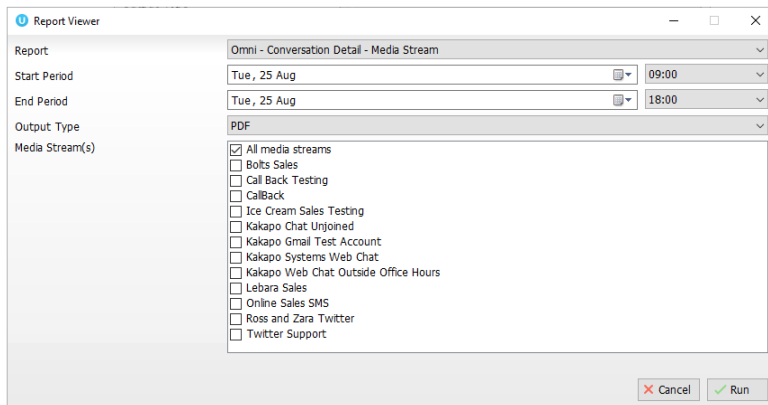 Report Viewer
Report Omni - Conversation Detail - Media Stream
Start Period Tue, 25 Aug 09:00
End Period Tue, 25 Aug 18:00
Output Type PDF
Media Stream(s) All media streams
Bolts Sales
Call Back Testing
CallBack
Ice Cream Sales Testing
Kakapo Chat Unjoined
Kakapo Gmail Test Account
Kakapo Systems Web Chat
Kakapo Web Chat Outside Office Hours
Lebara Sales
Online Sales SMS
Ross and Zara Twitter
Twitter Support
Cancel Run